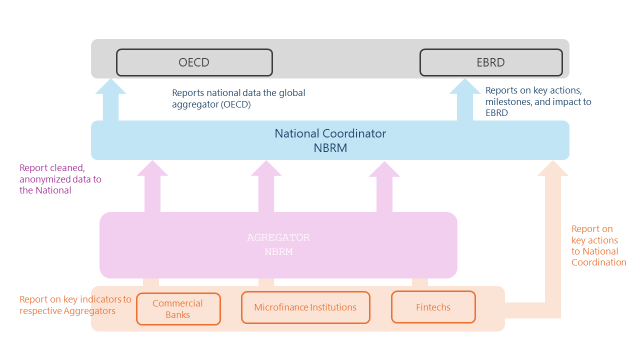 OECD
EBRD
Reports national data the global
aggregator (OECD)
Reports on key actions,
milestones, and impact to
EBRD
National Coordinator
NBRM
Report cleaned,
anonymized data to
the National
AGREGATOR
NBRM
Report on
key actions
to National
Coordination
Report on key indicators to
respective Aggregators
Commercial
Banks
Microfinance Institutions
Fintechs